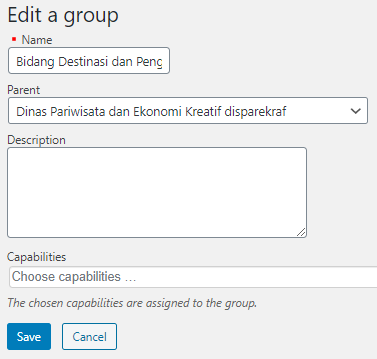 Edit a group
* Name
Bidang Destinasi dan Peng
Parent
Dinas Pariwisata dan Ekonomi Kreatif disparekraf
Description
Capabilities
Choose capabilities …
The chosen capabilities are assigned to the group.
Save
Cancel